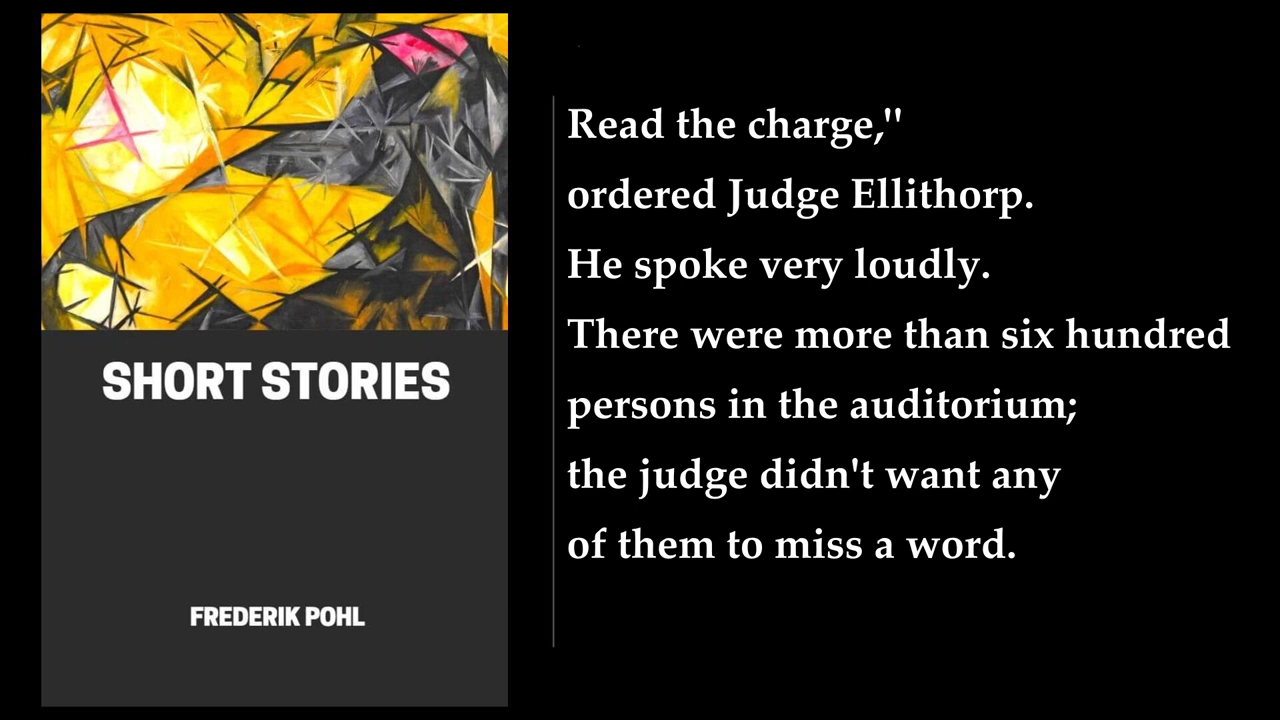 SHORT STORIES
FREDERIK POHL
Read the charge,"
ordered Judge Ellithorp.
He spoke very loudly.
There were more than six hundred
persons in the auditorium;
the judge didn't want any
of them to miss a word.